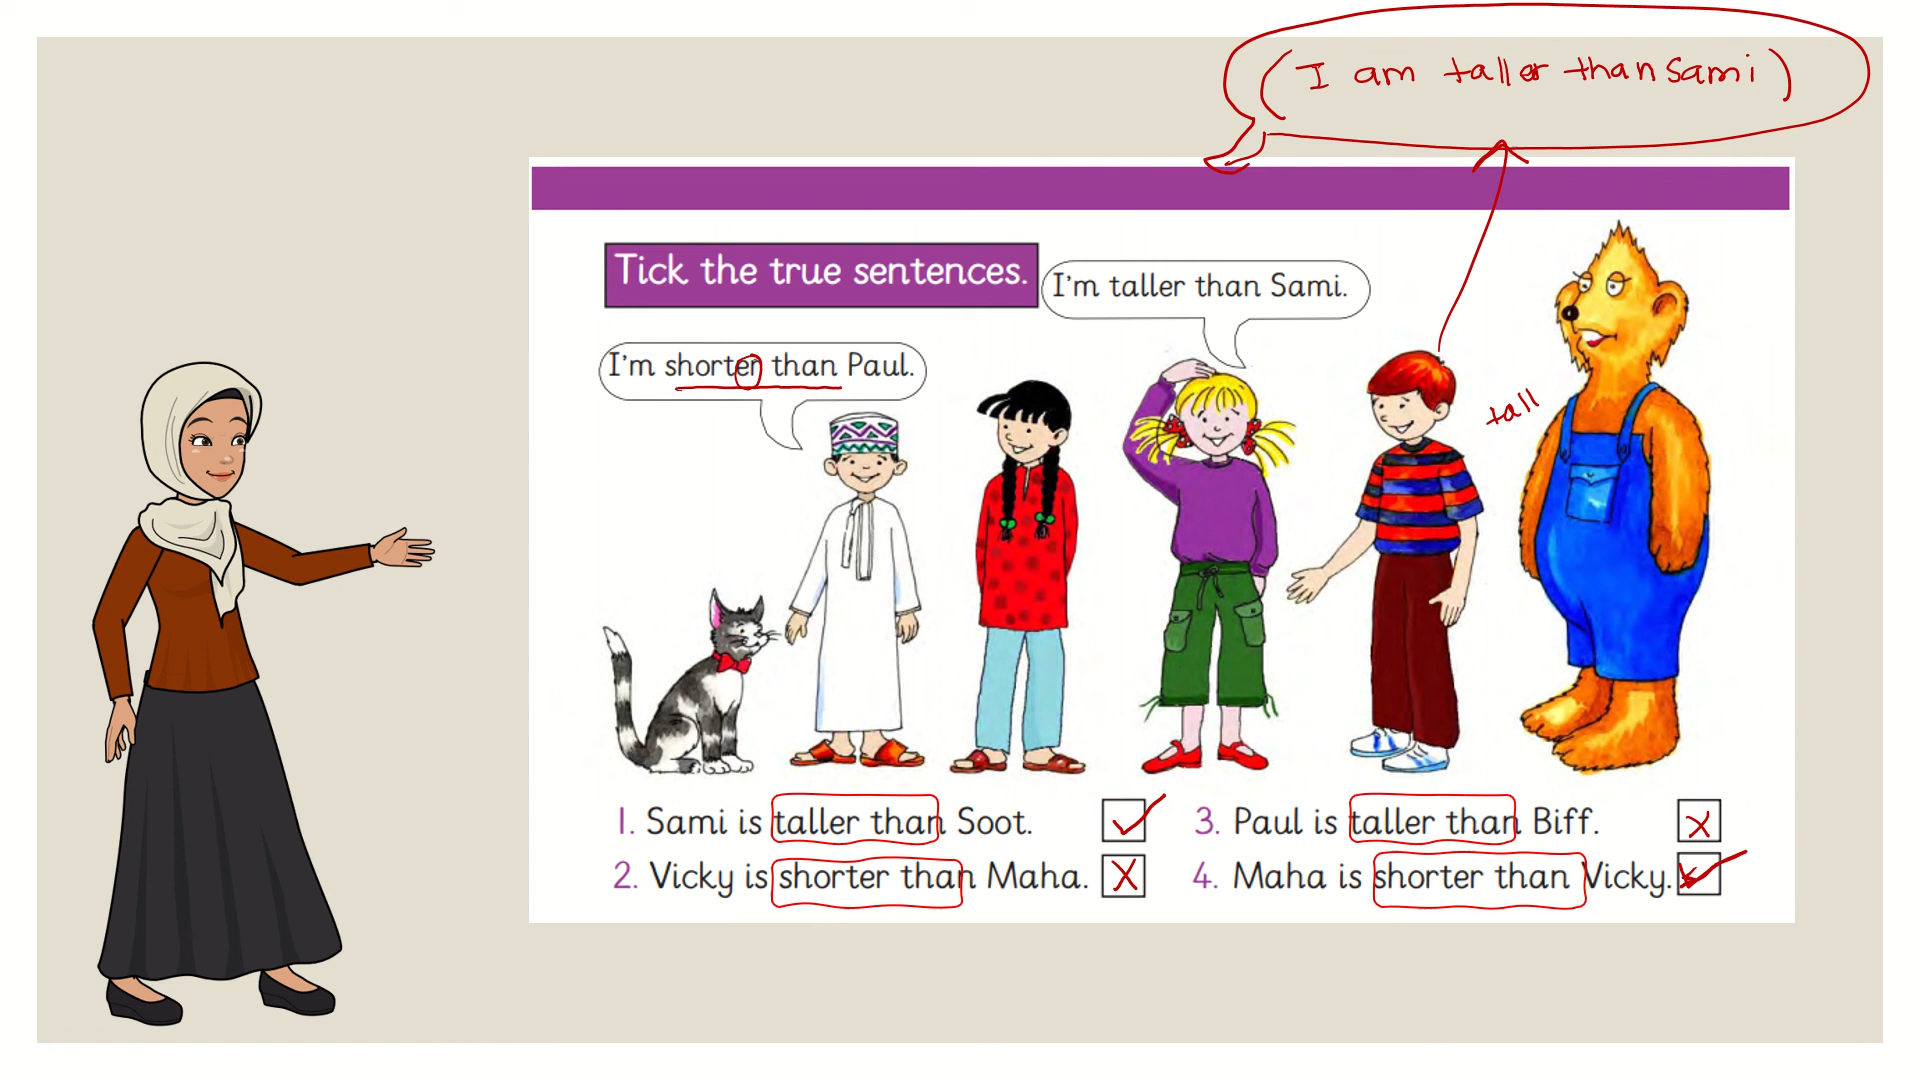 (I am taller than Sami)
Tick the true sentences.
I'm taller than Sami.
I'm shorter than Paul.
tall
1. Sami is taller than Soot.
2. Vicky is shorter than Maha.
3. Paul is taller than Biff.
4. Maha is shorter than Vicky.